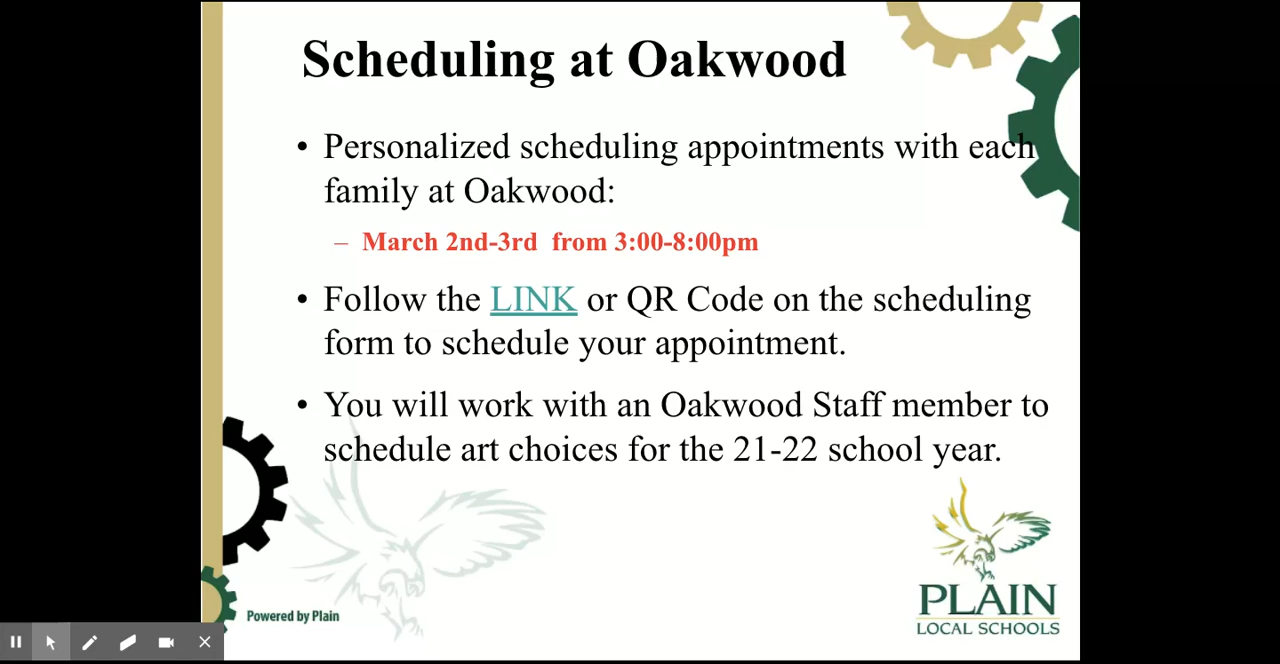 Scheduling at Oakwood
• Personalized scheduling appointments with each
family at Oakwood:
– March 2nd-3rd from 3:00-8:00pm
• Follow the LINK or QR Code on the scheduling
form to schedule your appointment.
• You will work with an Oakwood Staff member to
schedule art choices for the 21-22 school year.
Powered by Plain
PLAIN
LOCAL SCHOOLS